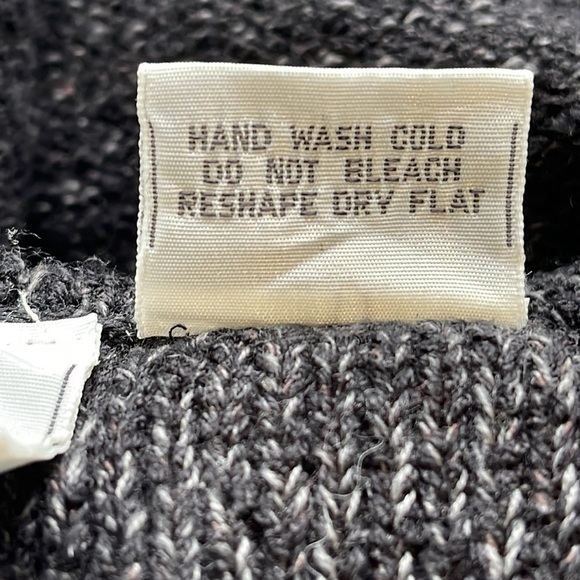 HAND WASH COLD
DO NOT BLEACH
RESHAPE DRY FLAT
C